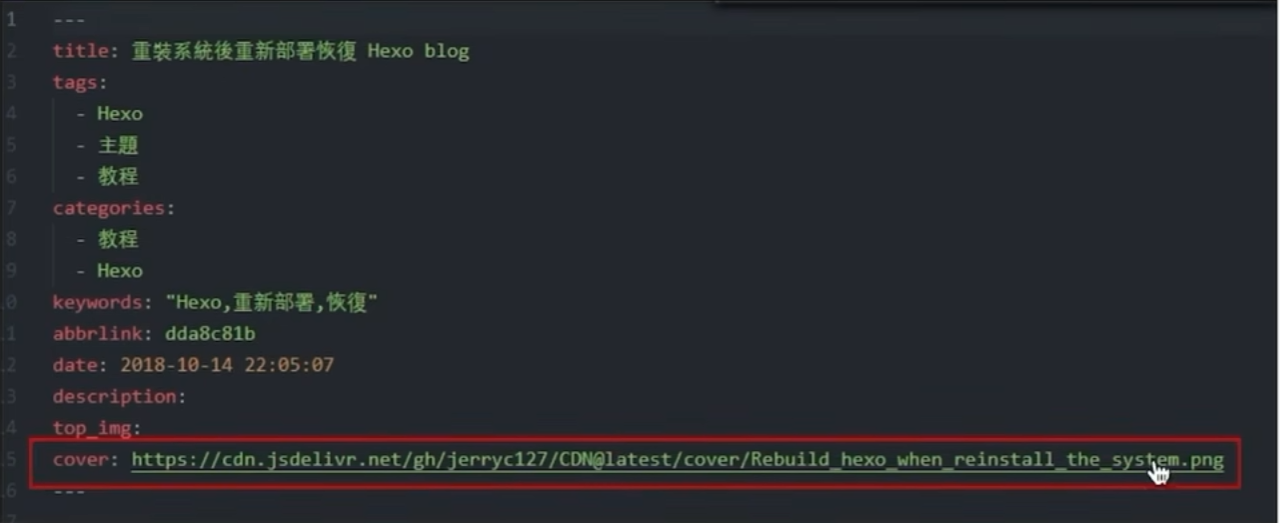 1 ---
2 title: 重裝系統後重新部署恢復 Hexo blog
3 tags:
4 - Hexo
5 - 主題
6 - 教程
7 categories:
8 - 教程
9 - Hexo
0 keywords: "Hexo,重新部署,恢復"
1 abbrlink: dda8c81b
2 date: 2018-10-14 22:05:07
3 description:
4 top_img:
5 cover: https://cdn.jsdelivr.net/gh/jerryc127/CDN@latest/cover/Rebuild_hexo_when_reinstall_the_system.png
6 ---
7